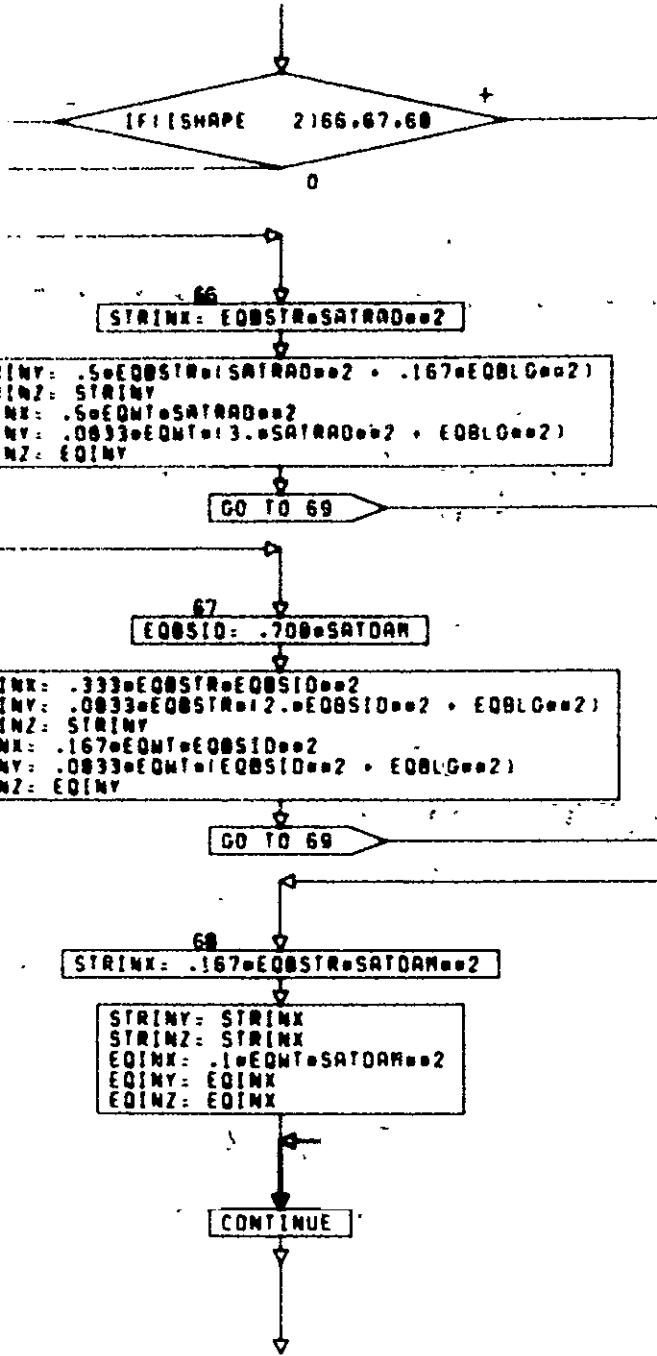 - +
IF(ISHAPE 2)66,67,68
0
66
STRINX= EQBSTR*SATRAD**2
INY= .5*EQBSTR*(SATRAD**2 + .167*EQBLG**2)
INZ= STRINY
NX= .5*EQWT*SATRAD**2
NY= .0833*EQWT*(3.*SATRAD**2 + EQBLG**2)
NZ= EQINY
GO TO 69
67
EQBSID= .708*SATDAM
INX= .333*EQBSTR*EQBSID**2
INY= .0833*EQBSTR*(2.*EQBSID**2 + EQBLG**2)
INZ= STRINY
NX= .167*EQWT*EQBSID**2
NY= .0833*EQWT*(EQBSID**2 + EQBLG**2)
NZ= EQINY
GO TO 69
68
STRINX= .167*EQBSTR*SATDAM**2
STRINY= STRINX
STRINZ= STRINX
EQINX= .1*EQWT*SATDAM**2
EQINY= EQINX
EQINZ= EQINX
CONTINUE